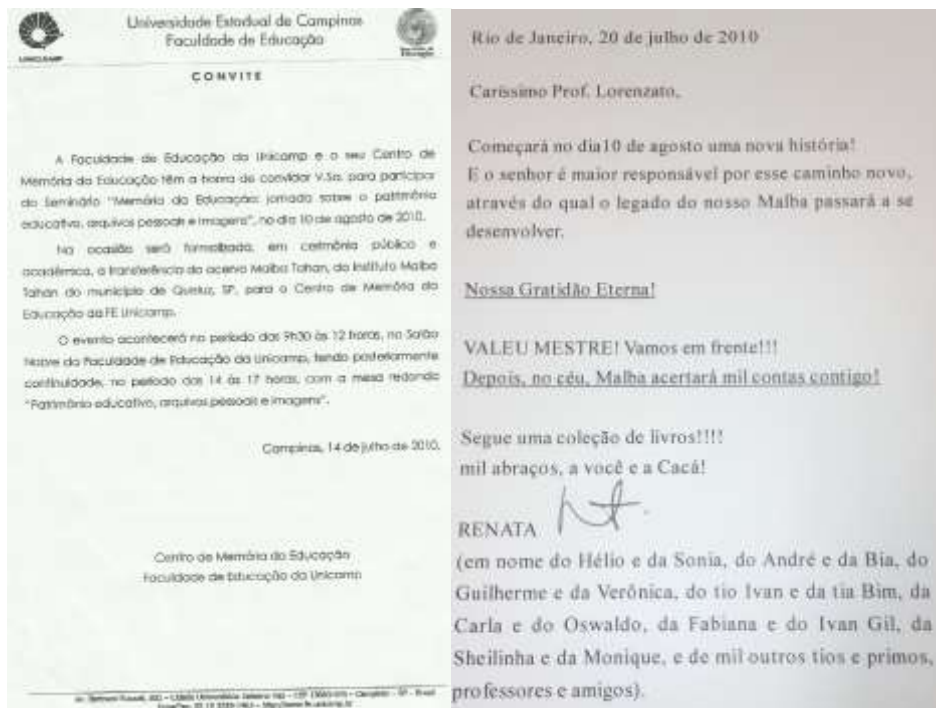 Universidade Estadual de Campinas
Faculdade de Educação
UNICAMP
CONVITE
A Faculdade de Educação da Unicamp e o seu Centro de
Memória da Educação têm a honra de convidar V.Sa. para participar
do Seminário "Memória da Educação: jornada sobre o patrimônio
educativo, arquivos pessoais e imagens", no dia 10 de agosto de 2010.
Na ocasião será formalizada, em cerimônia pública e
acadêmica, a transferência do acervo Malba Tahan, do Instituto Malba
Tahan do município de Queluz, SP, para o Centro de Memória da
Educação da FE Unicamp.
O evento acontecerá no período das 9h30 às 12 horas, no Salão
Nobre da Faculdade de Educação da Unicamp, tendo posteriormente
continuidade, no período das 14 às 17 horas, com a mesa redonda
"Patrimônio educativo, arquivos pessoais e imagens".
Campinas, 14 de julho de 2010.
Centro de Memória da Educação
Faculdade de Educação da Unicamp
Rio de Janeiro, 20 de julho de 2010
Caríssimo Prof. Lorenzato,
Começará no dia10 de agosto uma nova história!
E o senhor é maior responsável por esse caminho novo,
através do qual o legado do nosso Malba passará a se
desenvolver.
Nossa Gratidão Eterna!
VALEU MESTRE! Vamos em frente!!!
Depois, no céu, Malba acertará mil contas contigo!
Segue uma coleção de livros!!!!
mil abraços, a você e a Cacá!
RENATA
(em nome do Hélio e da Sonia, do André e da Bia, do
Guilherme e da Verônica, do tio Ivan e da tia Bim, da
Carla e do Oswaldo, da Fabiana e do Ivan Gil, da
Sheilinha e da Monique, e de mil outros tios e primos,
professores e amigos).